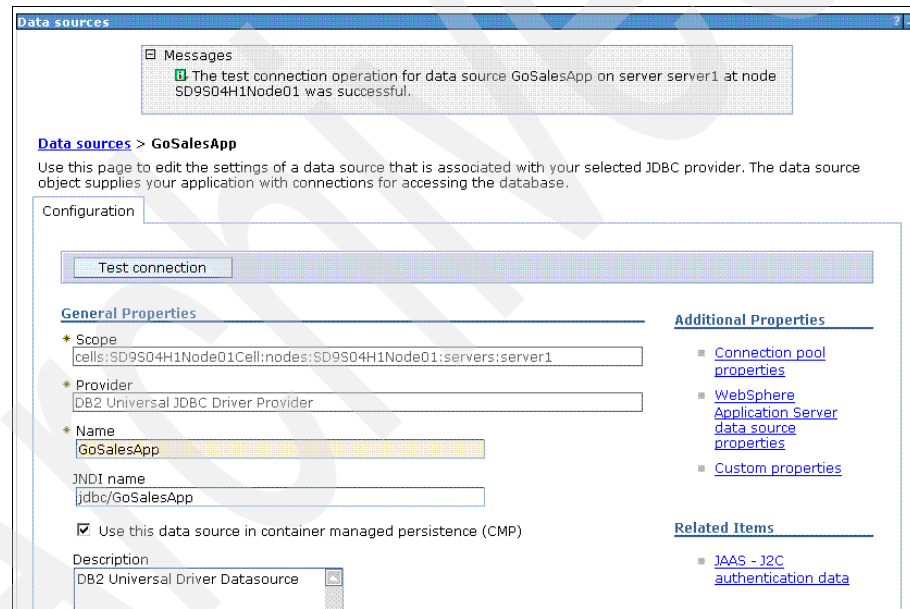 Data sources ? -
Messages
The test connection operation for data source GoSalesApp on server server1 at node
SD9S04H1Node01 was successful.
Data sources > GoSalesApp
Use this page to edit the settings of a data source that is associated with your selected JDBC provider. The data source
object supplies your application with connections for accessing the database.
Configuration
Test connection
General Properties
* Scope
cells:SD9S04H1Node01Cell:nodes:SD9S04H1Node01:servers:server1
* Provider
DB2 Universal JDBC Driver Provider
* Name
GoSalesApp
JNDI name
jdbc/GoSalesApp
Use this data source in container managed persistence (CMP)
Description
DB2 Universal Driver Datasource
Additional Properties
Connection pool
properties
WebSphere
Application Server
data source
properties
Custom properties
Related Items
JAAS - J2C
authentication data